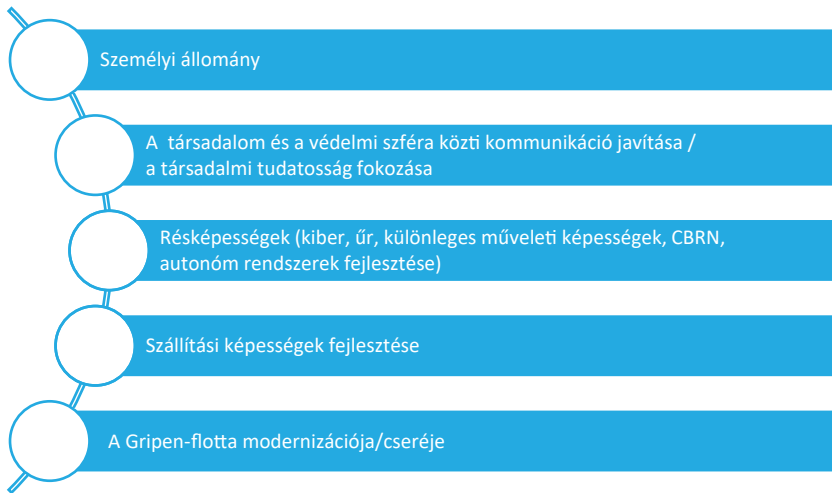 Személyi állomány
A társadalom és a védelmi szféra közti kommunikáció javítása /
a társadalmi tudatosság fokozása
Résképességek (kiber, űr, különleges műveleti képességek, CBRN,
autonóm rendszerek fejlesztése)
Szállítási képességek fejlesztése
A Gripen-flotta modernizációja/cseréje